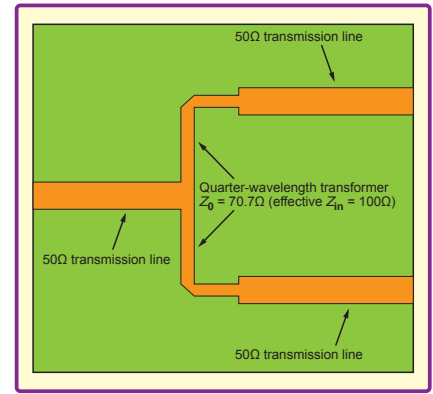 50Ω transmission line
Quarter-wavelength transformer
Z0 = 70.7Ω (effective Zin = 100Ω)
50Ω transmission line
50Ω transmission line